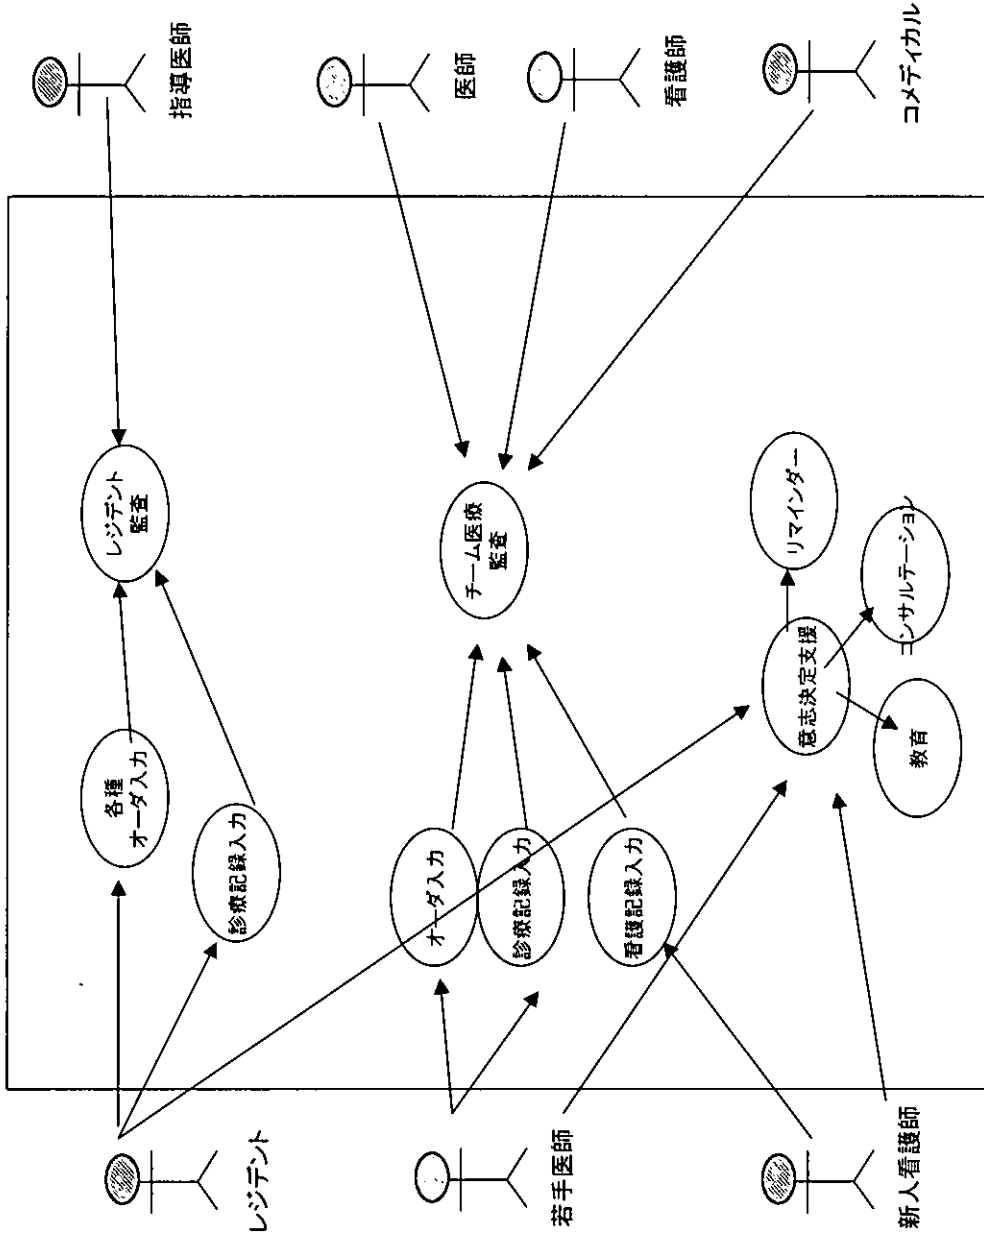 レジデント
若手医師
新人看護師
各種
オーダ入力
診療記録入力
オーダ入力
診療記録入力
看護記録入力
レジデント
監査
チーム医療
監査
意志決定支援
リマインダー
コンサルテーション
教育
指導医師
医師
看護師
コメディカル